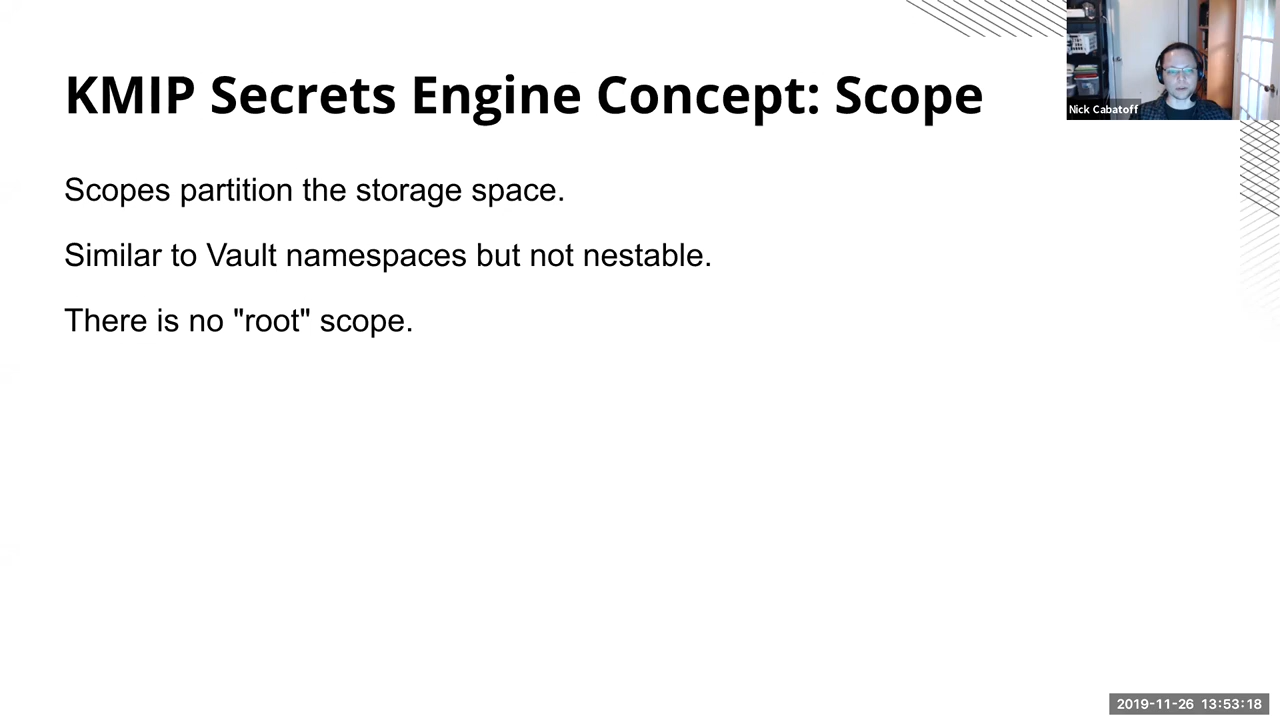 KMIP Secrets Engine Concept: Scope
Nick Cabatoff
Scopes partition the storage space.
Similar to Vault namespaces but not nestable.
There is no "root" scope.
2019-11-26 13:53:18